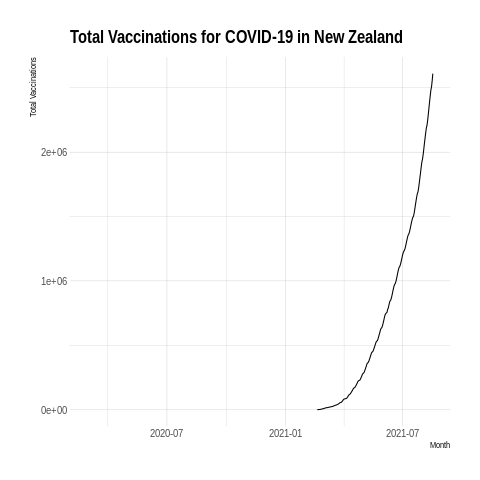 Total Vaccinations for COVID-19 in New Zealand
Total Vaccinations
2e+06
1e+06
0e+00
2020-07 2021-01 2021-07
Month